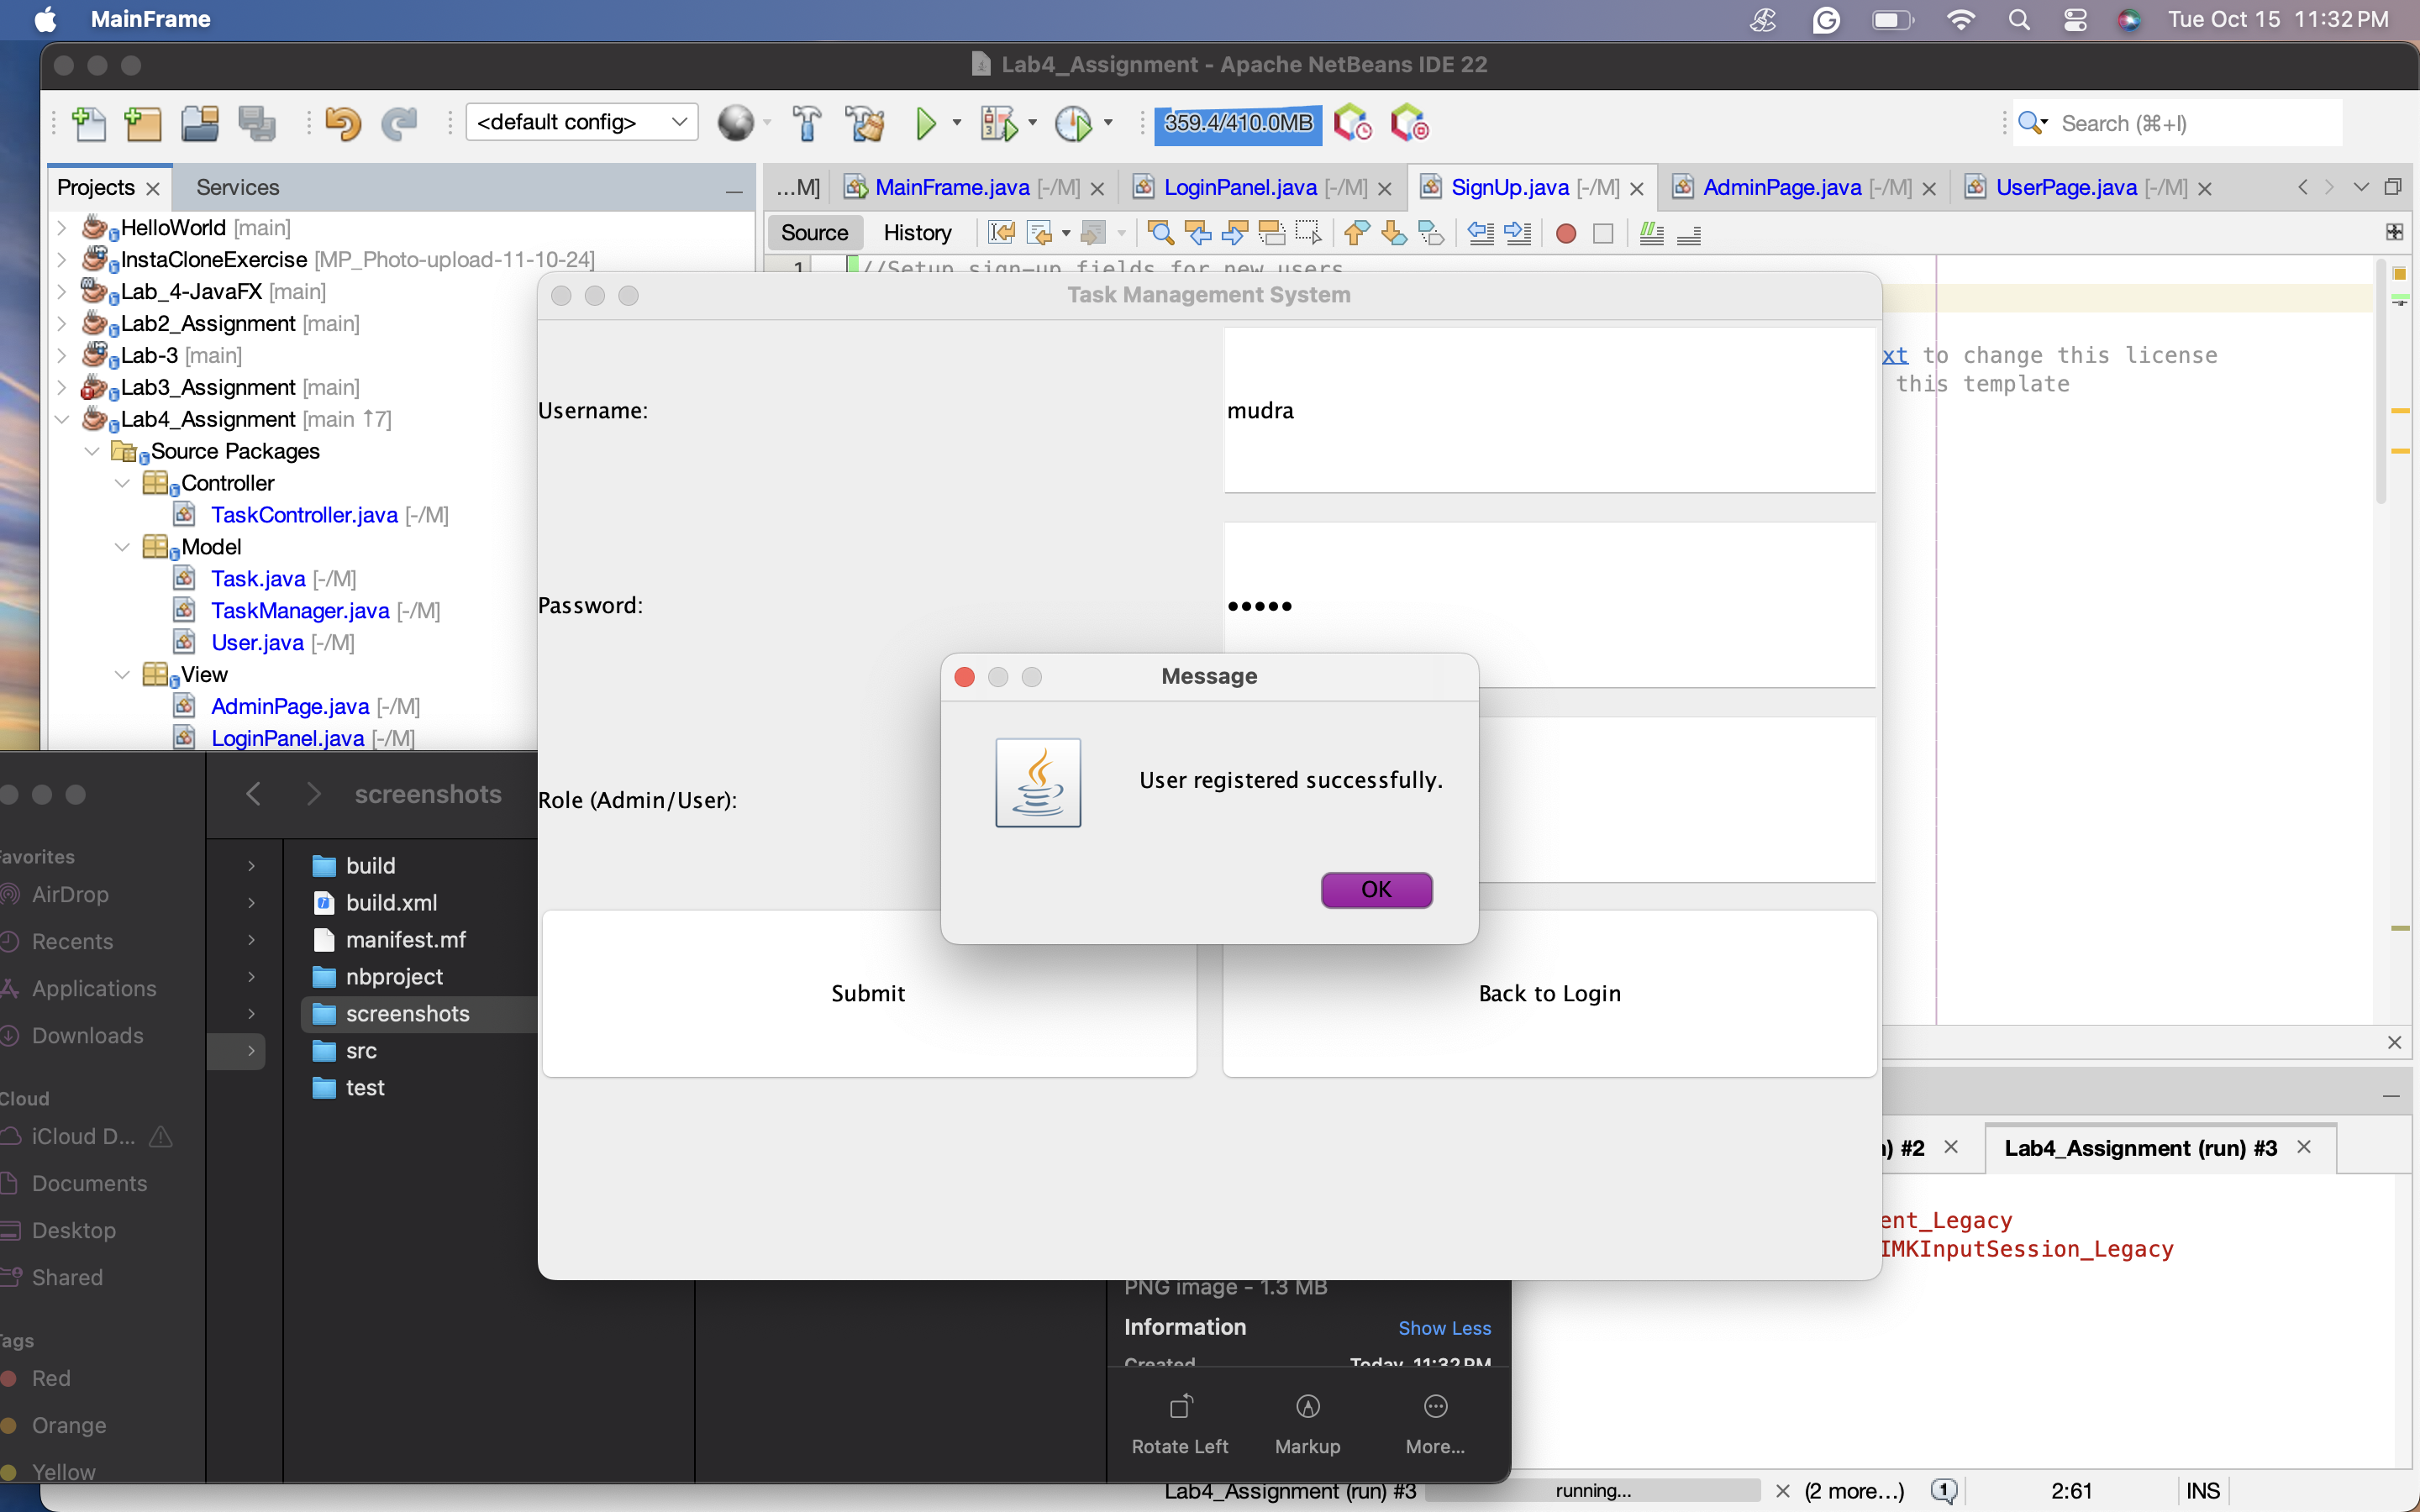 MainFrame
Tue Oct 15 11:32 PM
Lab4_Assignment - Apache NetBeans IDE 22
<default config>
359.4/410.0MB
Search (⌘+I)
Projects
Services
...M]
MainFrame.java [-/M]
LoginPanel.java [-/M]
SignUp.java [-/M]
AdminPage.java [-/M]
UserPage.java [-/M]
Source
History
HelloWorld [main]
InstaCloneExercise [MP_Photo-upload-11-10-24]
Lab_4-JavaFX [main]
Lab2_Assignment [main]
Lab-3 [main]
Lab3_Assignment [main]
Lab4_Assignment [main ↑7]
Source Packages
Controller
TaskController.java [-/M]
Model
Task.java [-/M]
TaskManager.java [-/M]
User.java [-/M]
View
AdminPage.java [-/M]
LoginPanel.java [-/M]
1 //Setup sign-up fields for new users
xt to change this license
this template
Task Management System
Username:
mudra
Password:
•••••
Role (Admin/User):
Submit
Back to Login
Message
User registered successfully.
OK
screenshots
Favorites
AirDrop
Recents
Applications
Downloads
iCloud
iCloud D...
Documents
Desktop
Shared
Tags
Red
Orange
Yellow
build
build.xml
manifest.mf
nbproject
screenshots
src
test
PNG image - 1.3 MB
Information
Show Less
Created
Today, 11:32 PM
Rotate Left
Markup
More...
n) #2
Lab4_Assignment (run) #3
ent_Legacy
IMKInputSession_Legacy
Lab4_Assignment (run) #3
running...
(2 more...)
1
2:61
INS